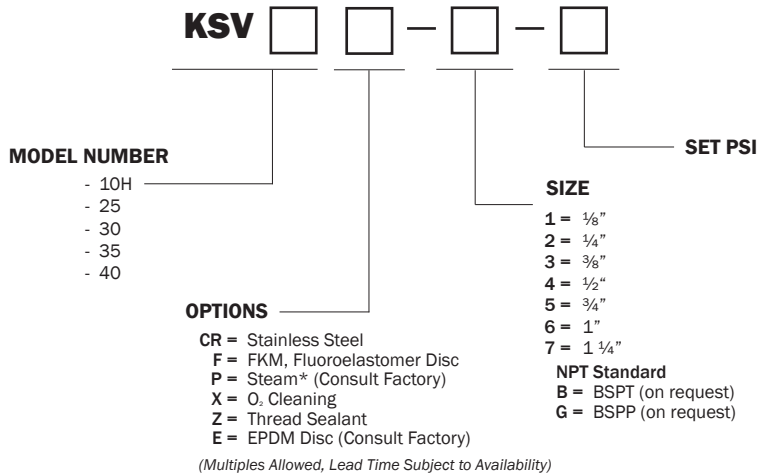 KSV — —
MODEL NUMBER
- 10H
- 25
- 30
- 35
- 40
OPTIONS
CR = Stainless Steel
F = FKM, Fluoroelastomer Disc
P = Steam* (Consult Factory)
X = O₂ Cleaning
Z = Thread Sealant
E = EPDM Disc (Consult Factory)
(Multiples Allowed, Lead Time Subject to Availability)
SIZE
1 = ⅛”
2 = ¼”
3 = ⅜”
4 = ½“
5 = ¾”
6 = 1”
7 = 1 ¼”
NPT Standard
B = BSPT (on request)
G = BSPP (on request)
SET PSI